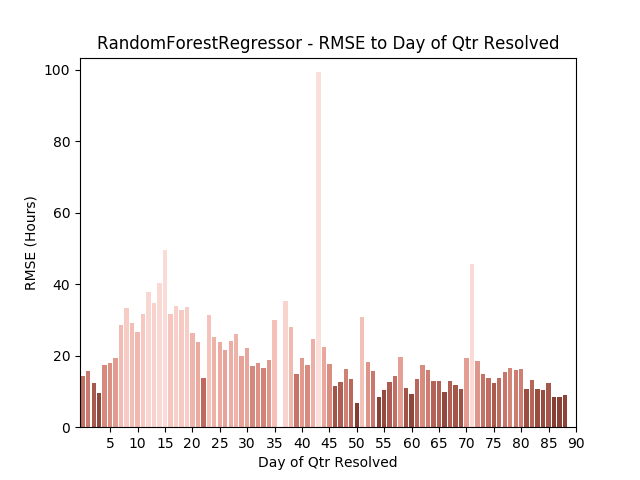 RandomForestRegressor - RMSE to Day of Qtr Resolved
100
80
60
40
20
0
RMSE (Hours)
5 10 15 20 25 30 35 40 45 50 55 60 65 70 75 80 85 90
Day of Qtr Resolved